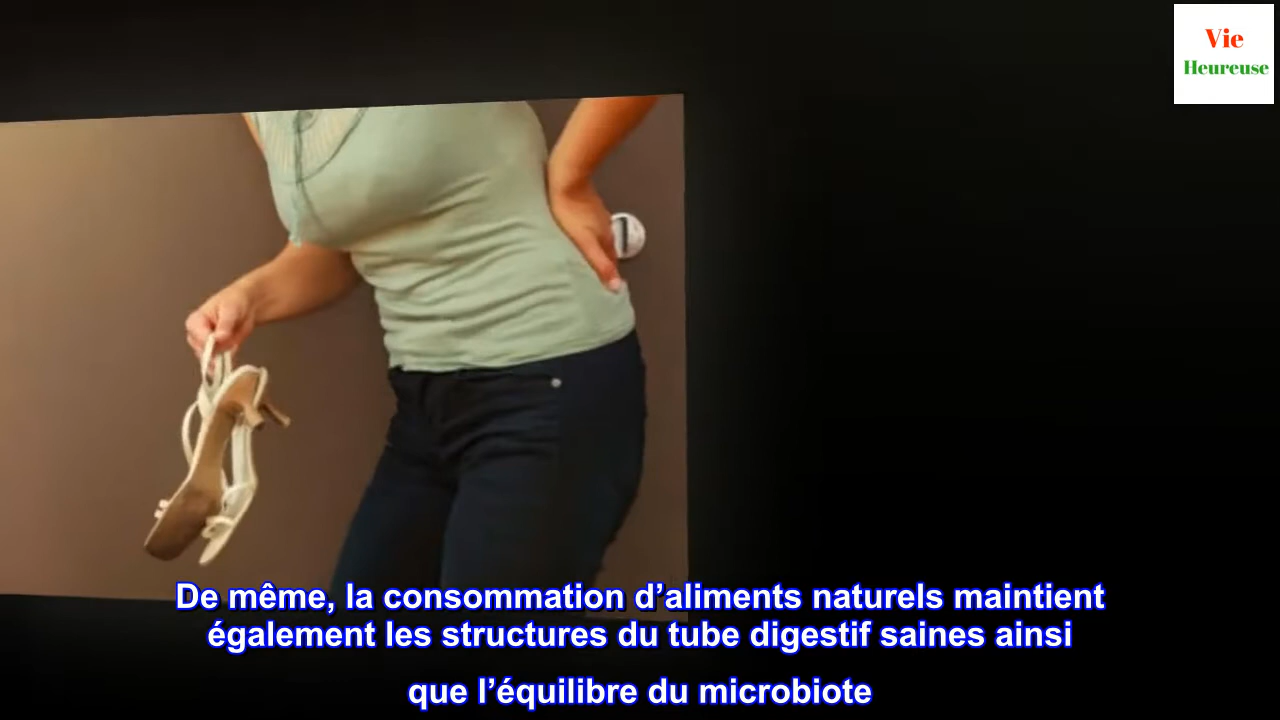 Vie
Heureuse
De même, la consommation d’aliments naturels maintient
également les structures du tube digestif saines ainsi
que l’équilibre du microbiote